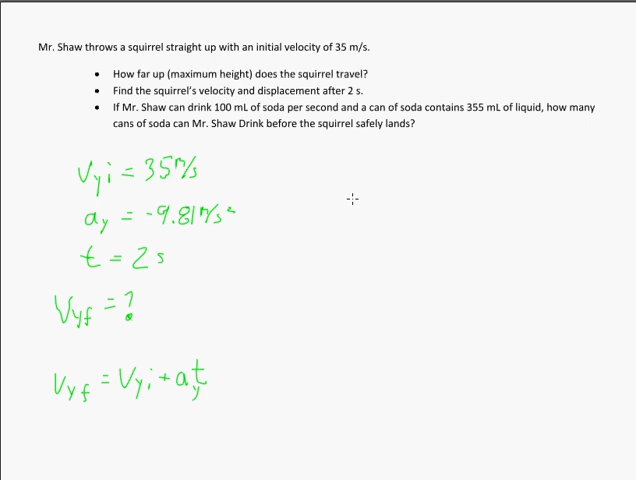 Mr. Shaw throws a squirrel straight up with an initial velocity of 35 m/s.
• How far up (maximum height) does the squirrel travel?
• Find the squirrel's velocity and displacement after 2 s.
• If Mr. Shaw can drink 100 mL of soda per second and a can of soda contains 355 mL of liquid, how many
cans of soda can Mr. Shaw Drink before the squirrel safely lands?
Vyi = 35 m/s
ay = -9.81 m/s²
t = 2 s
Vyf = ?
Vyf = Vyi + ayt